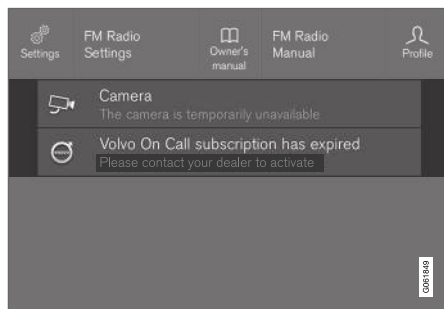 Settings
FM Radio
Settings
Owner's
manual
FM Radio
Manual
Profile
Camera
The camera is temporarily unavailable
Volvo On Call subscription has expired
Please contact your dealer to activate
G061849